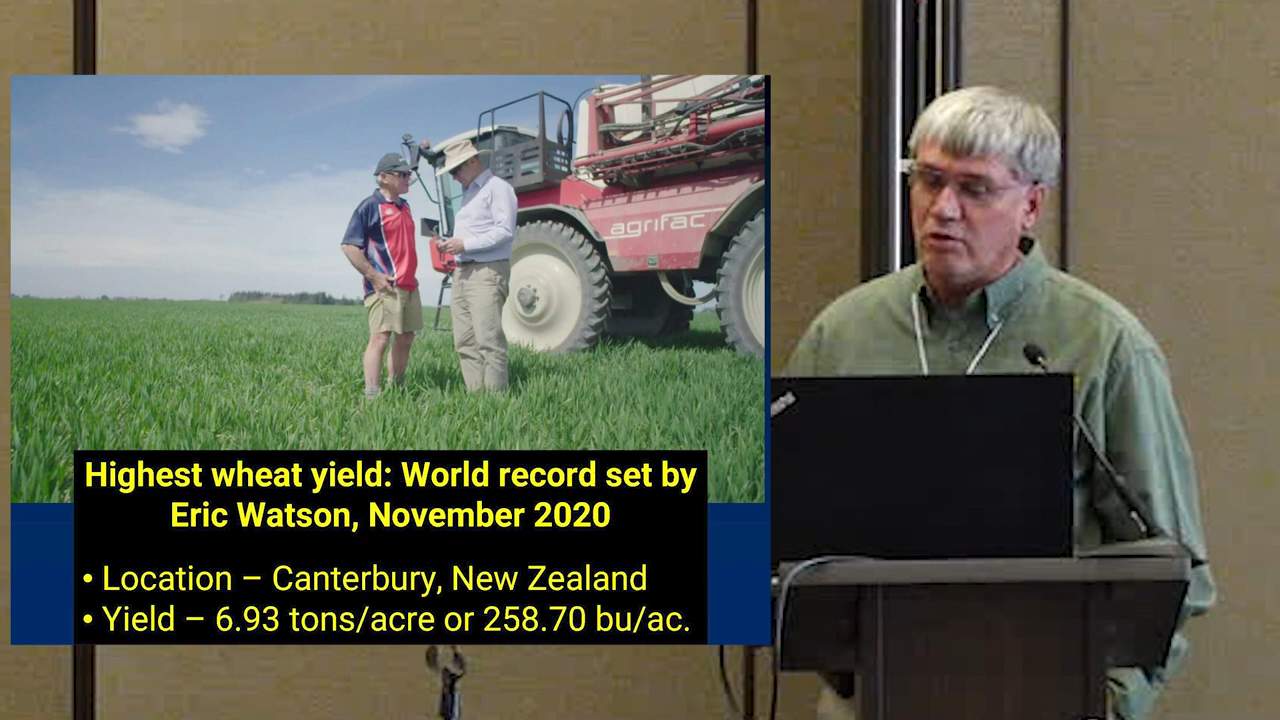 agrifac
Highest wheat yield: World record set by
Eric Watson, November 2020
• Location – Canterbury, New Zealand
• Yield – 6.93 tons/acre or 258.70 bu/ac.